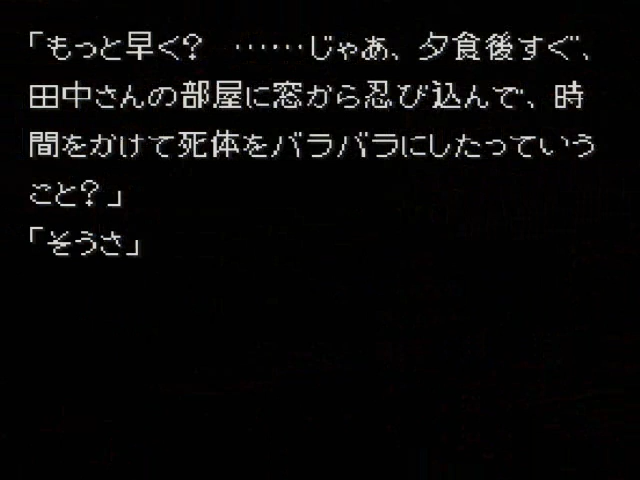 「もっと早く？　……じゃあ、夕食後すぐ、
田中さんの部屋に窓から忍び込んで、時
間をかけて死体をバラバラにしたっていう
こと？」
「そうさ」